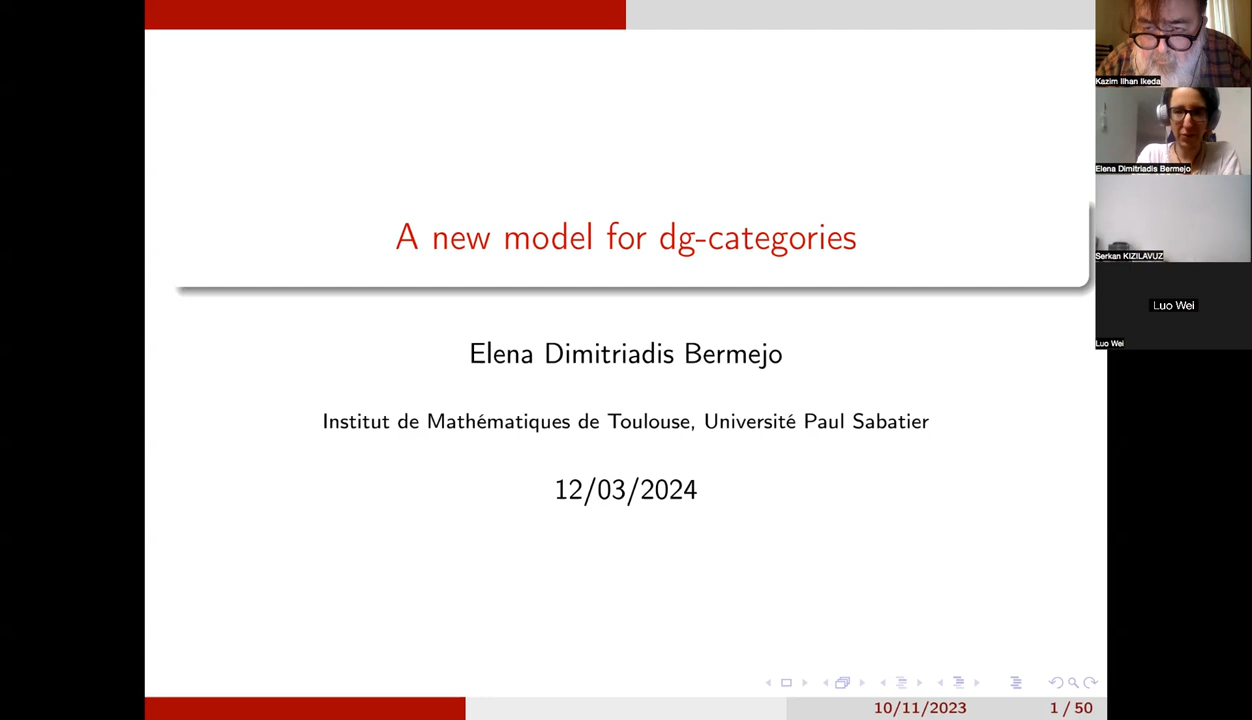 A new model for dg-categories
Elena Dimitriadis Bermejo
Institut de Mathématiques de Toulouse, Université Paul Sabatier
12/03/2024
10/11/2023
1 / 50
Kazim Ilhan Ikeda
Elena Dimitriadis Bermejo
Serkan KIZILAVUZ
Luo Wei
Luo Wei